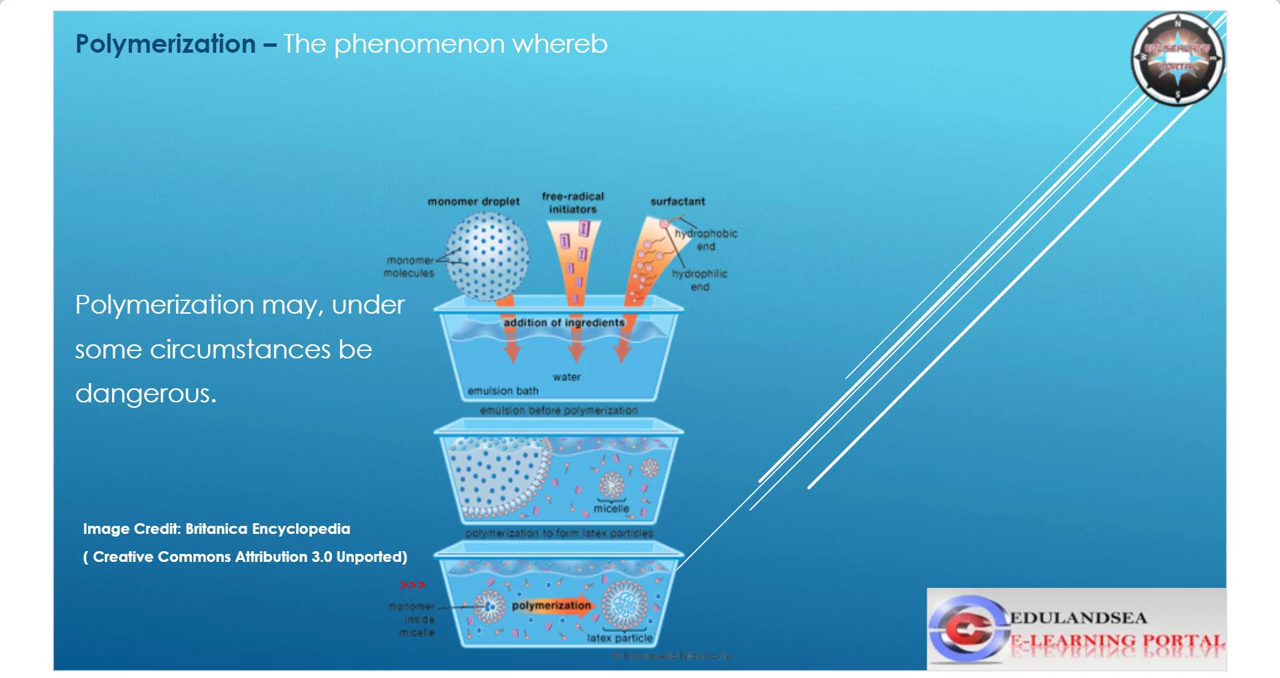 Polymerization – The phenomenon whereb
monomer droplet
free-radical
initiators
surfactant
hydrophobic
end
monomer
molecules
hydrophilic
end
Polymerization may, under
some circumstances be
dangerous.
addition of ingredients
water
emulsion bath
emulsion before polymerization
micelle
polymerization to form latex particles
Image Credit: Britanica Encyclopedia
( Creative Commons Attribution 3.0 Unported)
>>>
monomer
inside
micelle
polymerization
latex particle
N
E
S
PORTAL
EDULANDSEA
E-LEARNING PORTAL